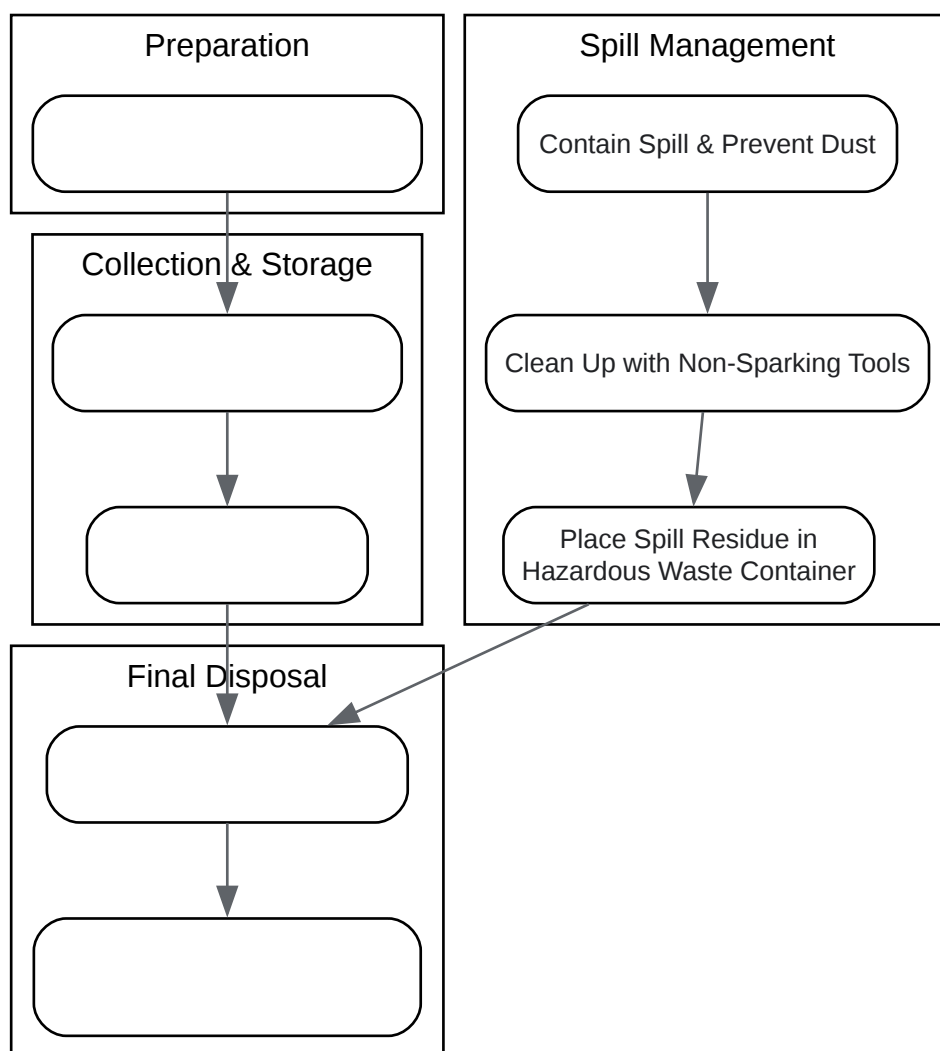 Preparation
Collection & Storage
Final Disposal
Spill Management
Contain Spill & Prevent Dust
Clean Up with Non-Sparking Tools
Place Spill Residue in
Hazardous Waste Container